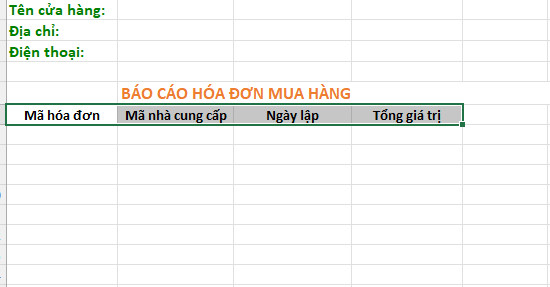 Tên cửa hàng:
Địa chỉ:
Điện thoại:
BÁO CÁO HÓA ĐƠN MUA HÀNG
Mã hóa đơn Mã nhà cung cấp Ngày lập Tổng giá trị